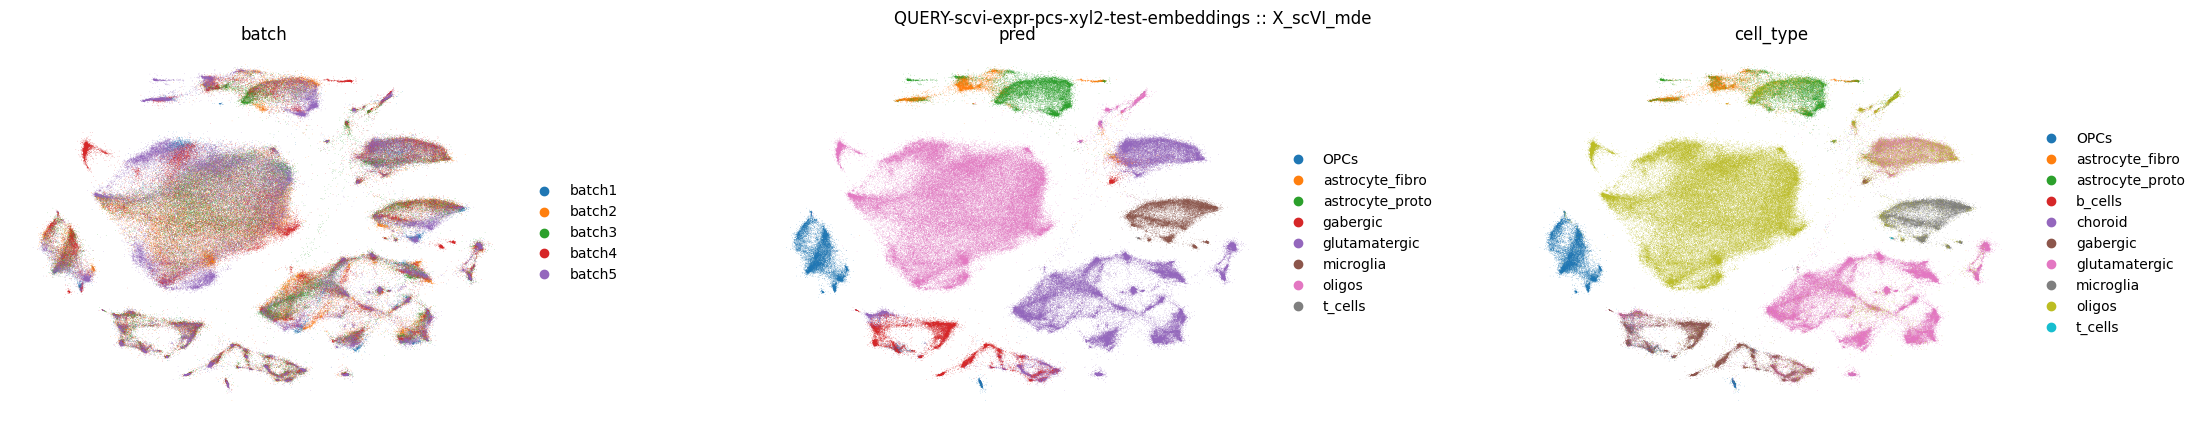 QUERY-scvi-expr-pcs-xyl2-test-embeddings :: X_scVI_mde
batch
pred
cell_type
batch1
batch2
batch3
batch4
batch5
OPCs
astrocyte_fibro
astrocyte_proto
gabergic
glutamatergic
microglia
oligos
t_cells
OPCs
astrocyte_fibro
astrocyte_proto
b_cells
choroid
gabergic
glutamatergic
microglia
oligos
t_cells